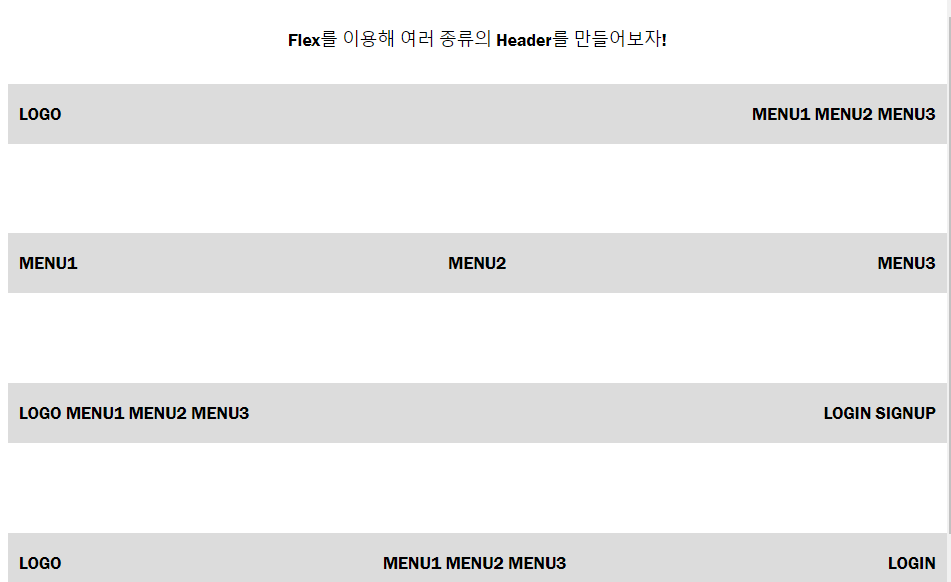 Flex를 이용해 여러 종류의 Header를 만들어보자!
LOGO MENU1 MENU2 MENU3
MENU1 MENU2 MENU3
LOGO MENU1 MENU2 MENU3 LOGIN SIGNUP
LOGO MENU1 MENU2 MENU3 LOGIN